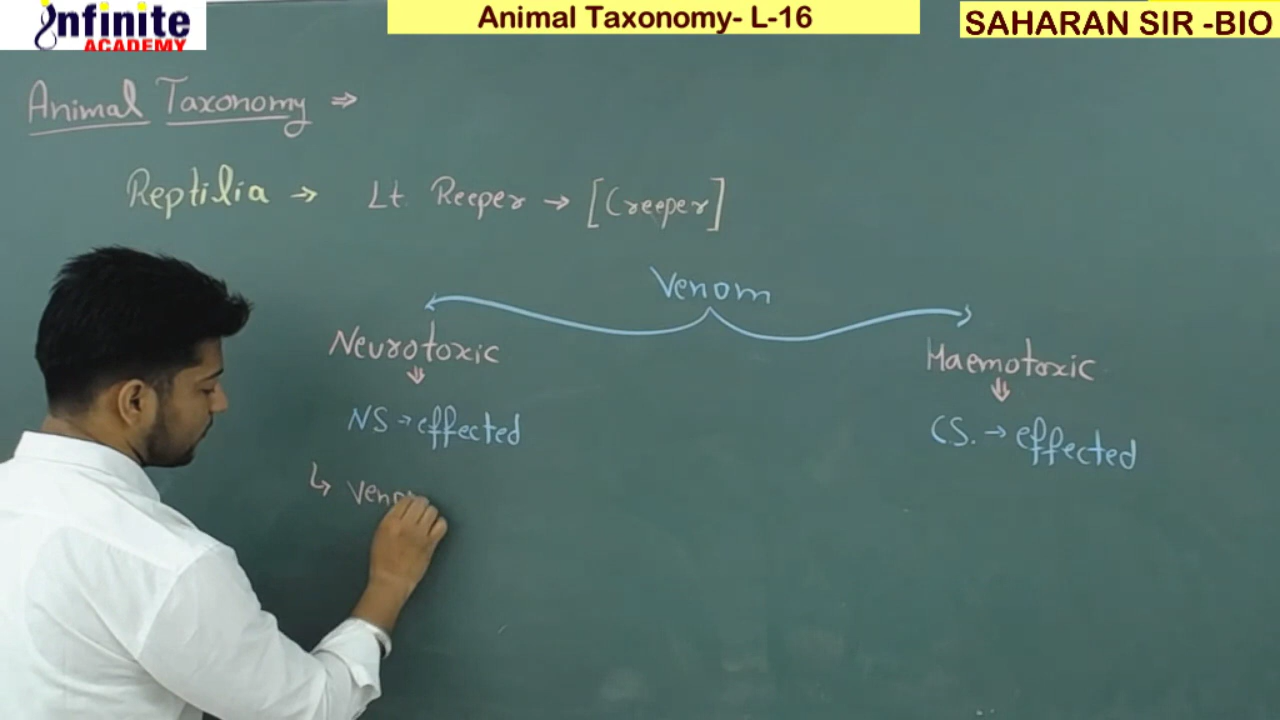 infinite
ACADEMY
Animal Taxonomy- L-16
SAHARAN SIR -BIO
Animal Taxonomy ⇒
Reptilia → Lt. Reeper → [Creeper]
Venom
Neurotoxic
Haemotoxic
NS → effected
CS. → effected
↳ Venom